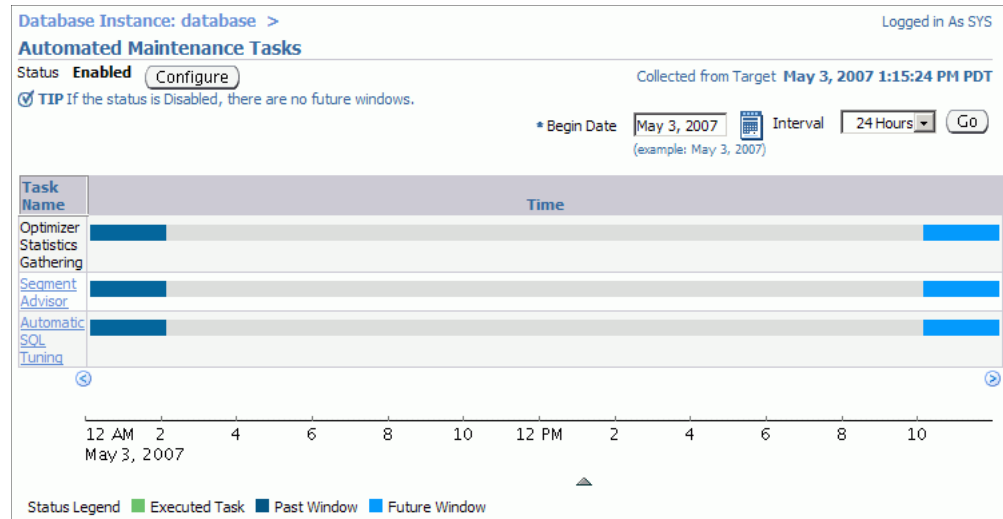 Database Instance: database >
Logged in As SYS
Automated Maintenance Tasks
Status Enabled Configure
Collected from Target May 3, 2007 1:15:24 PM PDT
TIP If the status is Disabled, there are no future windows.
* Begin Date May 3, 2007 Interval 24 Hours Go
(example: May 3, 2007)
Task Name
Time
Optimizer
Statistics
Gathering
Segment
Advisor
Automatic
SQL
Tuning
12 AM 2 4 6 8 10 12 PM 2 4 6 8 10
May 3, 2007
Status Legend Executed Task Past Window Future Window